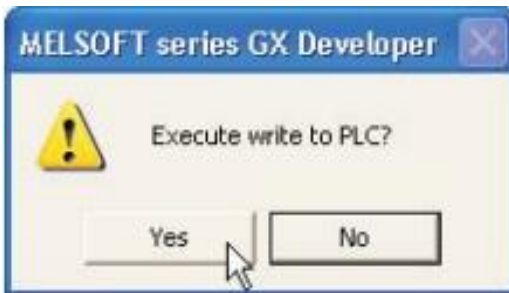 MELSOFT series GX Developer
Execute write to PLC?
Yes
No